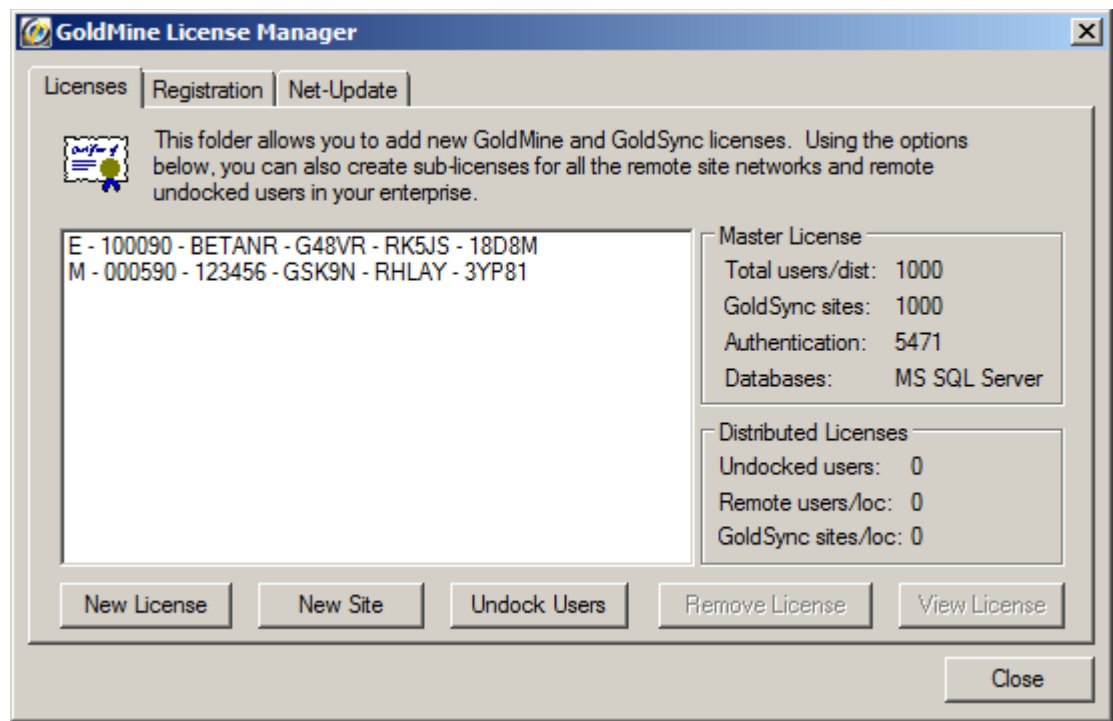 GoldMine License Manager
Licenses
Registration
Net-Update
This folder allows you to add new GoldMine and GoldSync licenses. Using the options
below, you can also create sub-licenses for all the remote site networks and remote
undocked users in your enterprise.
E - 100090 - BETANR - G48VR - RK5JS - 18D8M
M - 000590 - 123456 - GSK9N - RHLAY - 3YP81
Master License
Total users/dist: 1000
GoldSync sites: 1000
Authentication: 5471
Databases: MS SQL Server
Distributed Licenses
Undocked users: 0
Remote users/loc: 0
GoldSync sites/loc: 0
New License
New Site
Undock Users
Remove License
View License
Close